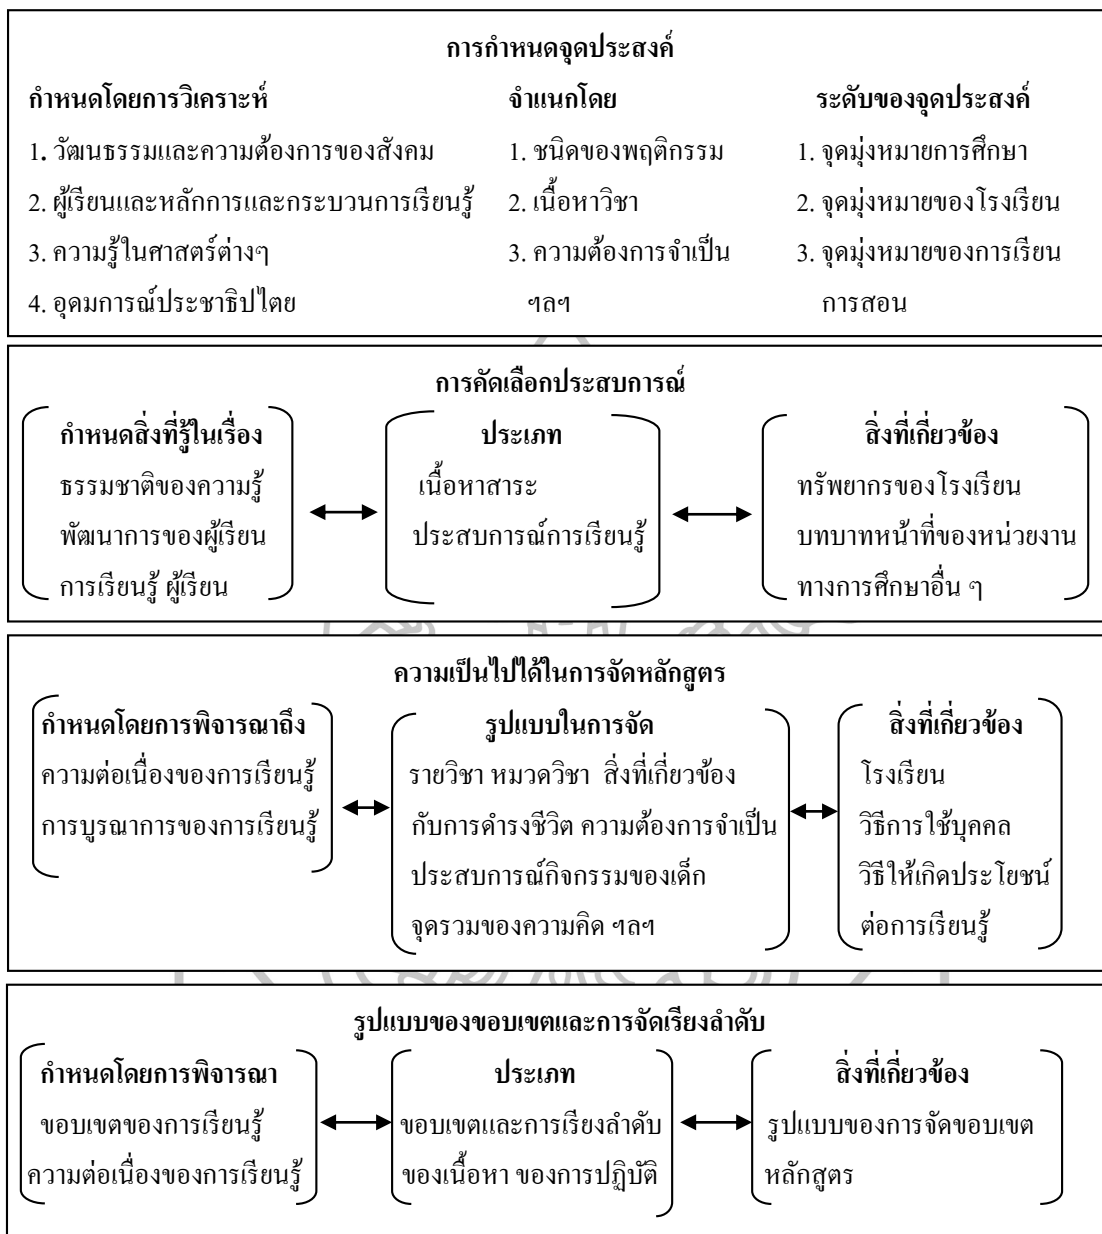 การกำหนดจุดประสงค์
กำหนดโดยการวิเคราะห์
1. วัฒนธรรมและความต้องการของสังคม
2. ผู้เรียนและหลักการและกระบวนการเรียนรู้
3. ความรู้ในศาสตร์ต่างๆ
4. อุดมการณ์ประชาธิปไตย
จำแนกโดย
1. ชนิดของพฤติกรรม
2. เนื้อหาวิชา
3. ความต้องการจำเป็น
ฯลฯ
ระดับของจุดประสงค์
1. จุดมุ่งหมายการศึกษา
2. จุดมุ่งหมายของโรงเรียน
3. จุดมุ่งหมายของการเรียน
การสอน
การคัดเลือกประสบการณ์
กำหนดสิ่งที่รู้ในเรื่อง
ธรรมชาติของความรู้
พัฒนาการของผู้เรียน
การเรียนรู้ ผู้เรียน
ประเภท
เนื้อหาสาระ
ประสบการณ์การเรียนรู้
สิ่งที่เกี่ยวข้อง
ทรัพยากรของโรงเรียน
บทบาทหน้าที่ของหน่วยงาน
ทางการศึกษาอื่น ๆ
ความเป็นไปได้ในการจัดหลักสูตร
กำหนดโดยการพิจารณาถึง
ความต่อเนื่องของการเรียนรู้
การบูรณาการของการเรียนรู้
รูปแบบในการจัด
รายวิชา หมวดวิชา สิ่งที่เกี่ยวข้อง
กับการดำรงชีวิต ความต้องการจำเป็น
ประสบการณ์กิจกรรมของเด็ก
จุดรวมของความคิด ฯลฯ
สิ่งที่เกี่ยวข้อง
โรงเรียน
วิธีการใช้บุคคล
วิธีให้เกิดประโยชน์
ต่อการเรียนรู้
รูปแบบของขอบเขตและการจัดเรียงลำดับ
กำหนดโดยการพิจารณา
ขอบเขตของการเรียนรู้
ความต่อเนื่องของการเรียนรู้
ประเภท
ขอบเขตและการเรียงลำดับ
ของเนื้อหา ของการปฏิบัติ
สิ่งที่เกี่ยวข้อง
รูปแบบของการจัดขอบเขต
หลักสูตร